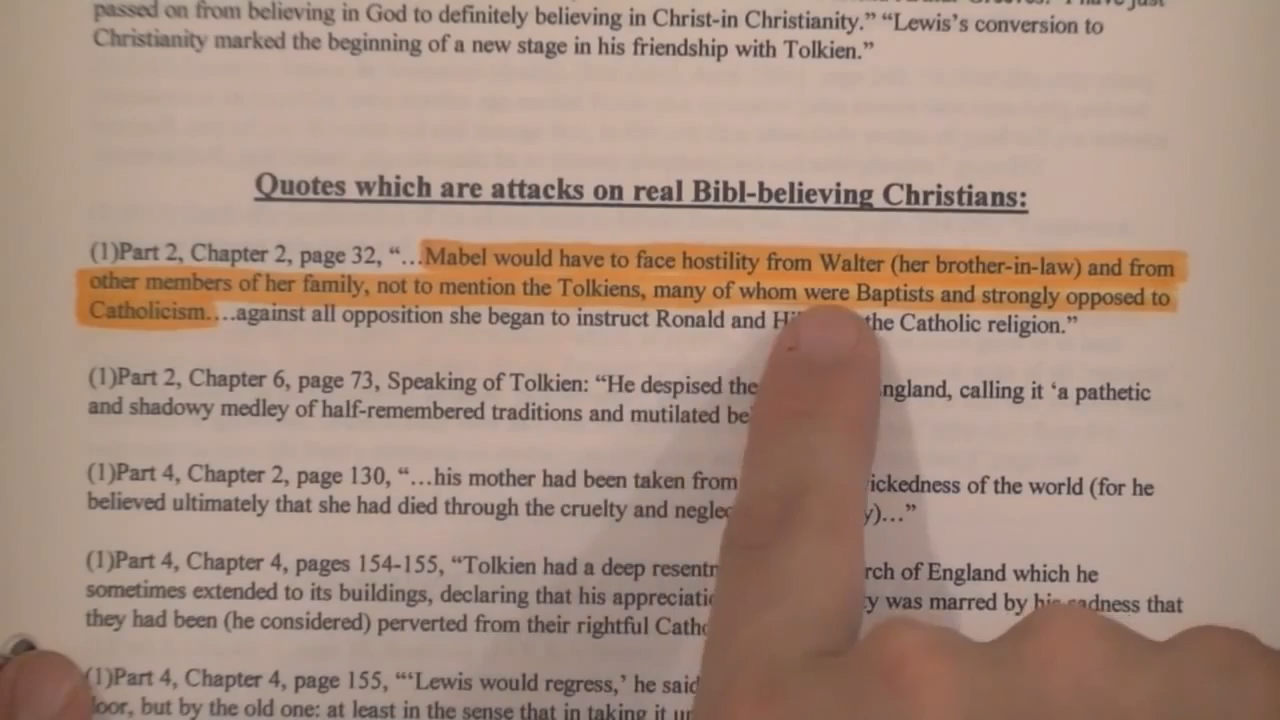 passed on from believing in God to definitely believing in Christ-in Christianity.” “Lewis’s conversion to
Christianity marked the beginning of a new stage in his friendship with Tolkien.”
Quotes which are attacks on real Bibl-believing Christians:
(1)Part 2, Chapter 2, page 32, “…Mabel would have to face hostility from Walter (her brother-in-law) and from
other members of her family, not to mention the Tolkiens, many of whom were Baptists and strongly opposed to
Catholicism….against all opposition she began to instruct Ronald and the Catholic religion.”
(1)Part 2, Chapter 6, page 73, Speaking of Tolkien: “He despised the calling it ‘a pathetic
and shadowy medley of half-remembered traditions and mutilated
(1)Part 4, Chapter 2, page 130, “…his mother had been taken from of the world (for he
believed ultimately that she had died through the cruelty and
(1)Part 4, Chapter 4, pages 154-155, “Tolkien had a deep of England which he
sometimes extended to its buildings, declaring that his was marred by his sadness that
they had been (he considered) perverted from their rightful
(1)Part 4, Chapter 4, page 155, “‘Lewis would regress,’ he said
but by the old one: at least in the sense that in taking it